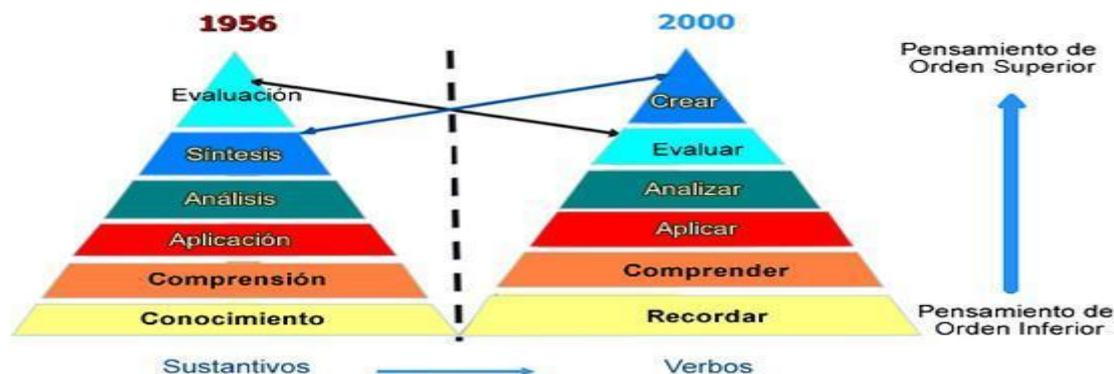 1956
Evaluación
Síntesis
Análisis
Aplicación
Comprensión
Conocimiento
Sustantivos
2000
Crear
Evaluar
Analizar
Aplicar
Comprender
Recordar
Verbos
Pensamiento de
Orden Superior
Pensamiento de
Orden Inferior